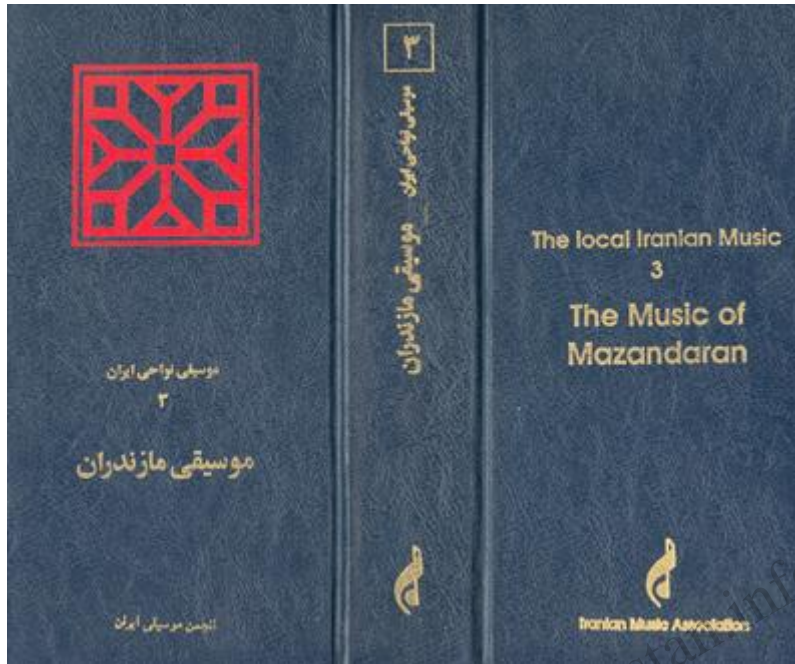 موسیقی نواحی ایران
۳
موسیقی مازندران
انجمن موسیقی ایران
۳
موسیقی نواحی ایران
موسیقی مازندران
The local Iranian Music
3
The Music of
Mazandaran
Iranian Music Association